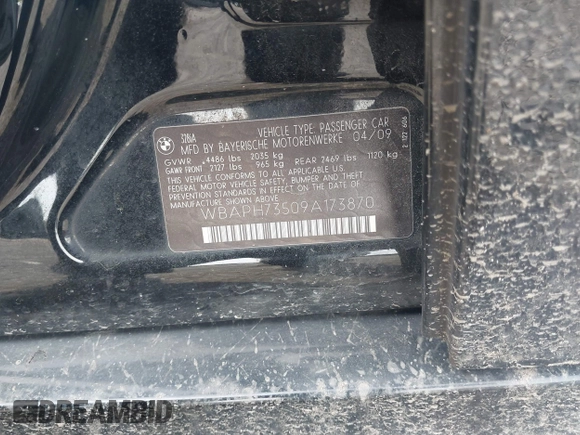 BMW
328iA
VEHICLE TYPE: PASSENGER CAR
MFD BY BAYERISCHE MOTORENWERKE 04/09
GVWR 4486 lbs 2035 kg
GAWR FRONT 2127 lbs 965 kg REAR 2469 lbs 1120 kg
THIS VEHICLE CONFORMS TO ALL APPLICABLE U.S.
FEDERAL MOTOR VEHICLE SAFETY, BUMPER, AND THEFT
PREVENTION STANDARDS IN EFFECT ON THE DATE OF
MANUFACTURE SHOWN ABOVE
WBAPH73509A173870
DREAMBID